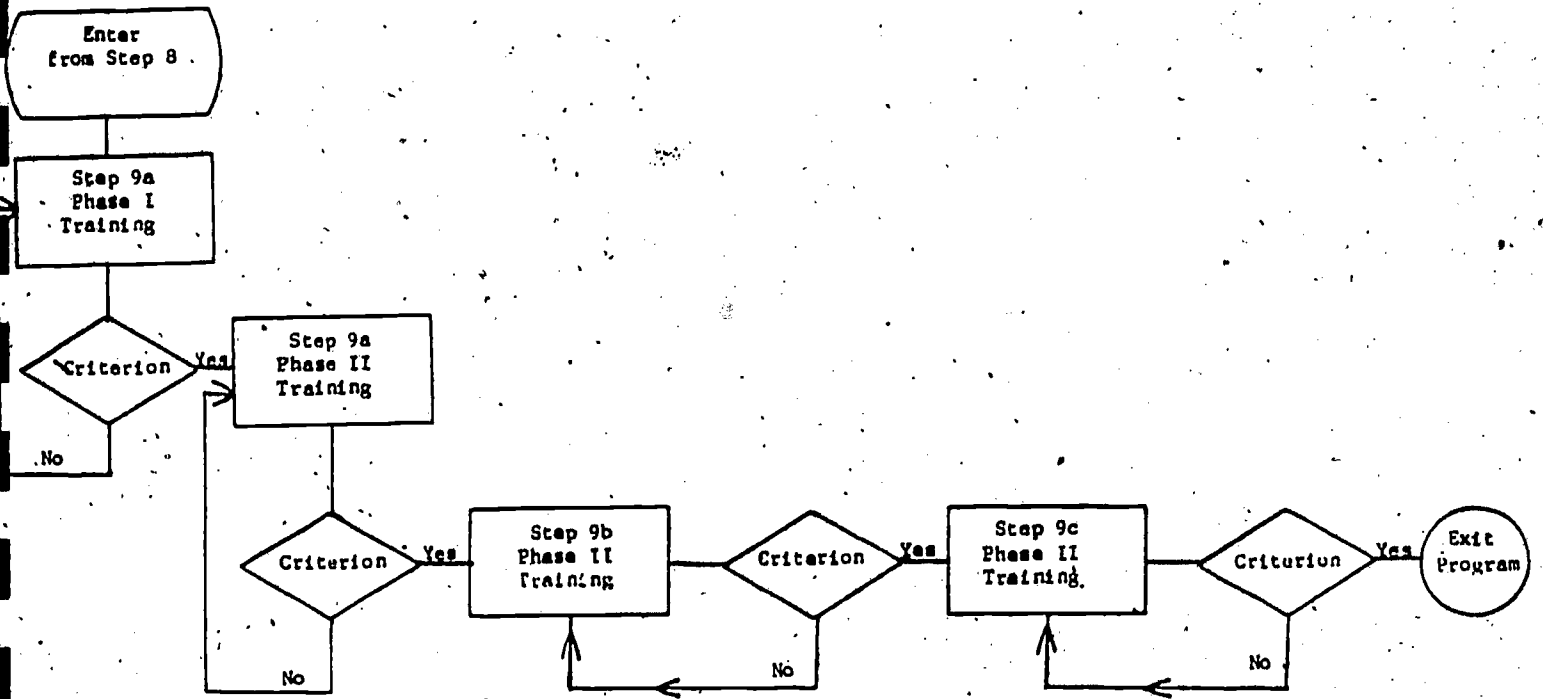 Enter
from Step 8
Step 9a
Phase I
Training
Criterion
Yes
No
Step 9a
Phase II
Training
Criterion
Yes
No
Step 9b
Phase II
Training
Criterion
Yes
No
Step 9c
Phase II
Training
Criterion
Yes
No
Exit
Program